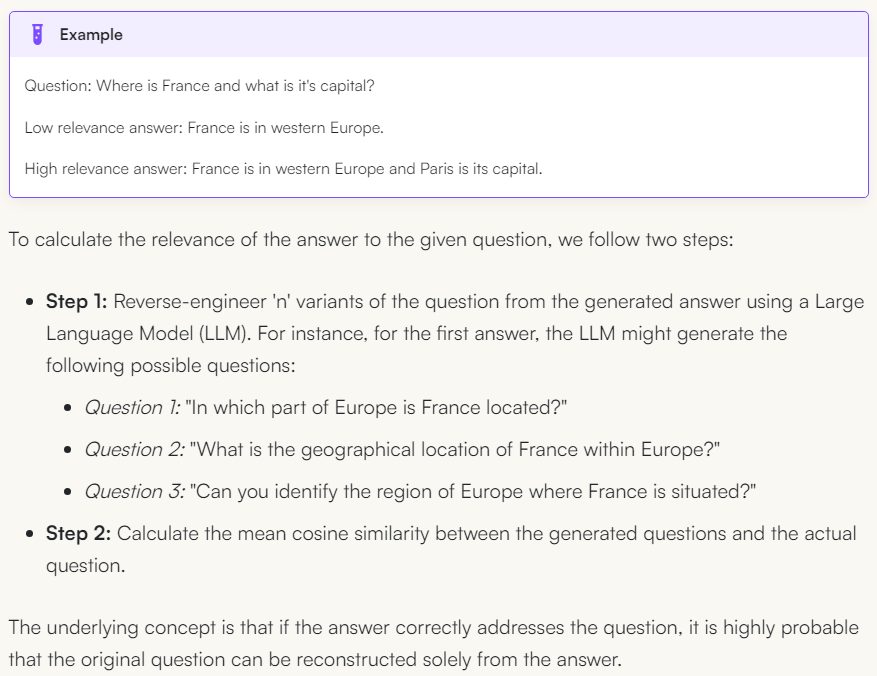 Example
Question: Where is France and what is it's capital?
Low relevance answer: France is in western Europe.
High relevance answer: France is in western Europe and Paris is its capital.
To calculate the relevance of the answer to the given question, we follow two steps:
Step 1: Reverse-engineer 'n' variants of the question from the generated answer using a Large
Language Model (LLM). For instance, for the first answer, the LLM might generate the
following possible questions:
Question 1: "In which part of Europe is France located?"
Question 2: "What is the geographical location of France within Europe?"
Question 3: "Can you identify the region of Europe where France is situated?"
Step 2: Calculate the mean cosine similarity between the generated questions and the actual
question.
The underlying concept is that if the answer correctly addresses the question, it is highly probable
that the original question can be reconstructed solely from the answer.